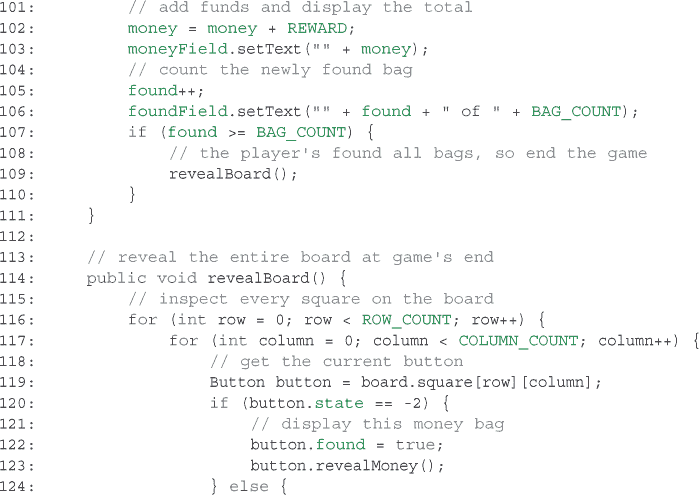 101:         // add funds and display the total
102:         money = money + REWARD;
103:         moneyField.setText("" + money);
104:         // count the newly found bag
105:         found++;
106:         foundField.setText("" + found + " of " + BAG_COUNT);
107:         if (found >= BAG_COUNT) {
108:             // the player's found all bags, so end the game
109:             revealBoard();
110:         }
111:     }
112:
113:     // reveal the entire board at game's end
114:     public void revealBoard() {
115:         // inspect every square on the board
116:         for (int row = 0; row < ROW_COUNT; row++) {
117:             for (int column = 0; column < COLUMN_COUNT; column++) {
118:                 // get the current button
119:                 Button button = board.square[row][column];
120:                 if (button.state == -2) {
121:                     // display this money bag
122:                     button.found = true;
123:                     button.revealMoney();
124:                 } else {